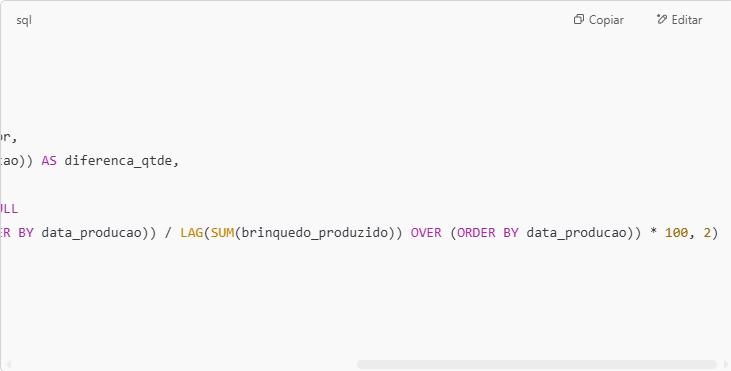 sql
Copiar
Editar
or,
ao)) AS diferenca_qtde,
ULL
ER BY data_producao)) / LAG(SUM(brinquedo_produzido)) OVER (ORDER BY data_producao)) * 100, 2)